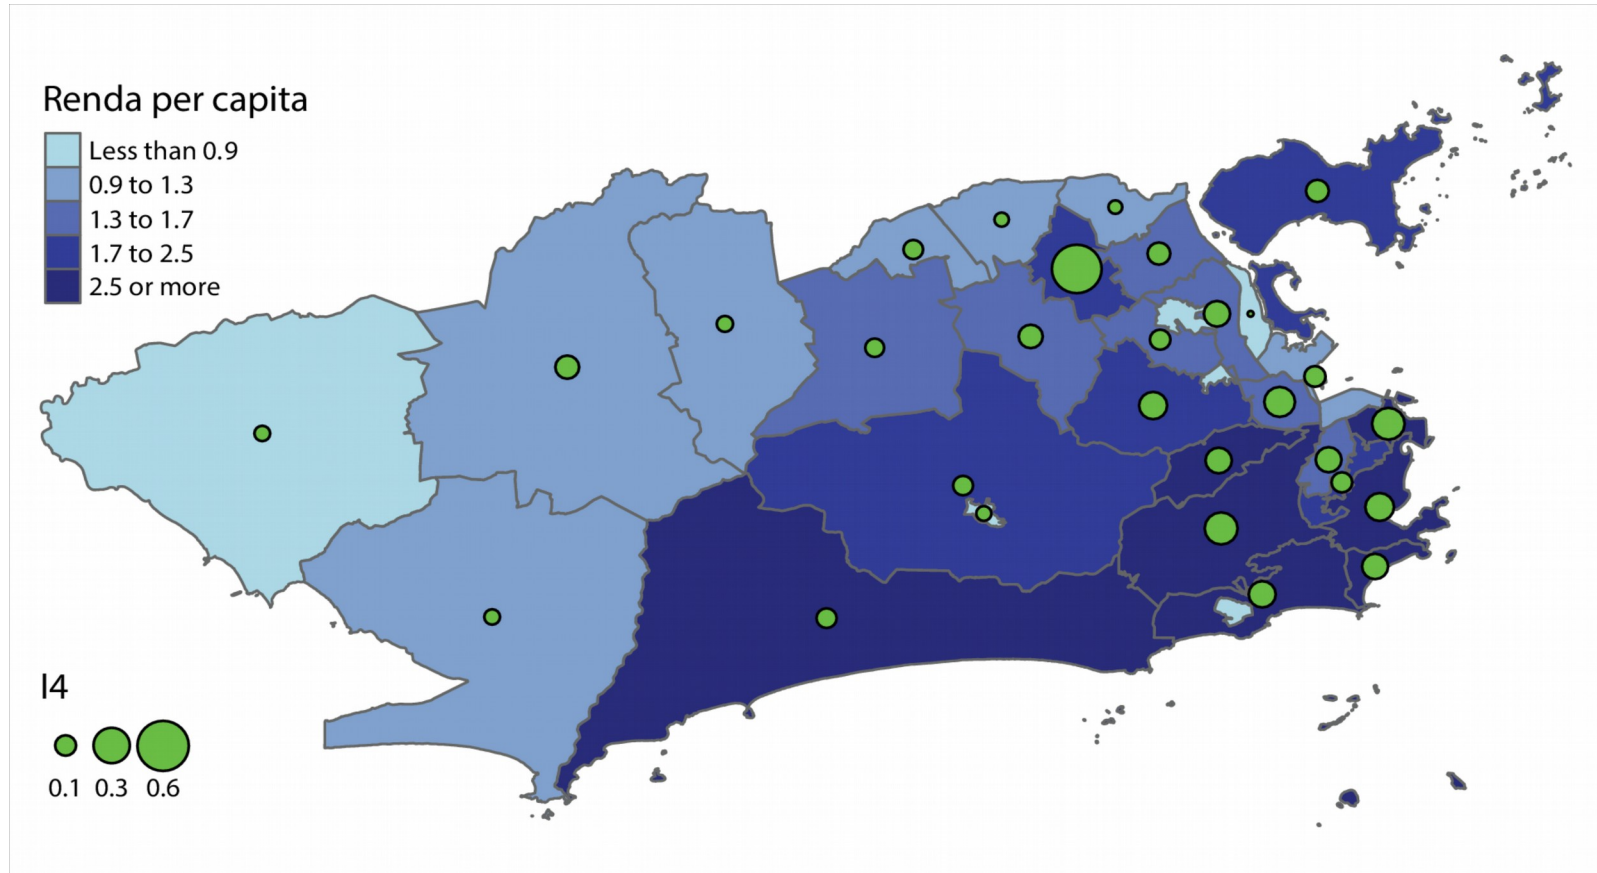 Renda per capita
Less than 0.9
0.9 to 1.3
1.3 to 1.7
1.7 to 2.5
2.5 or more
I4
0.1 0.3 0.6